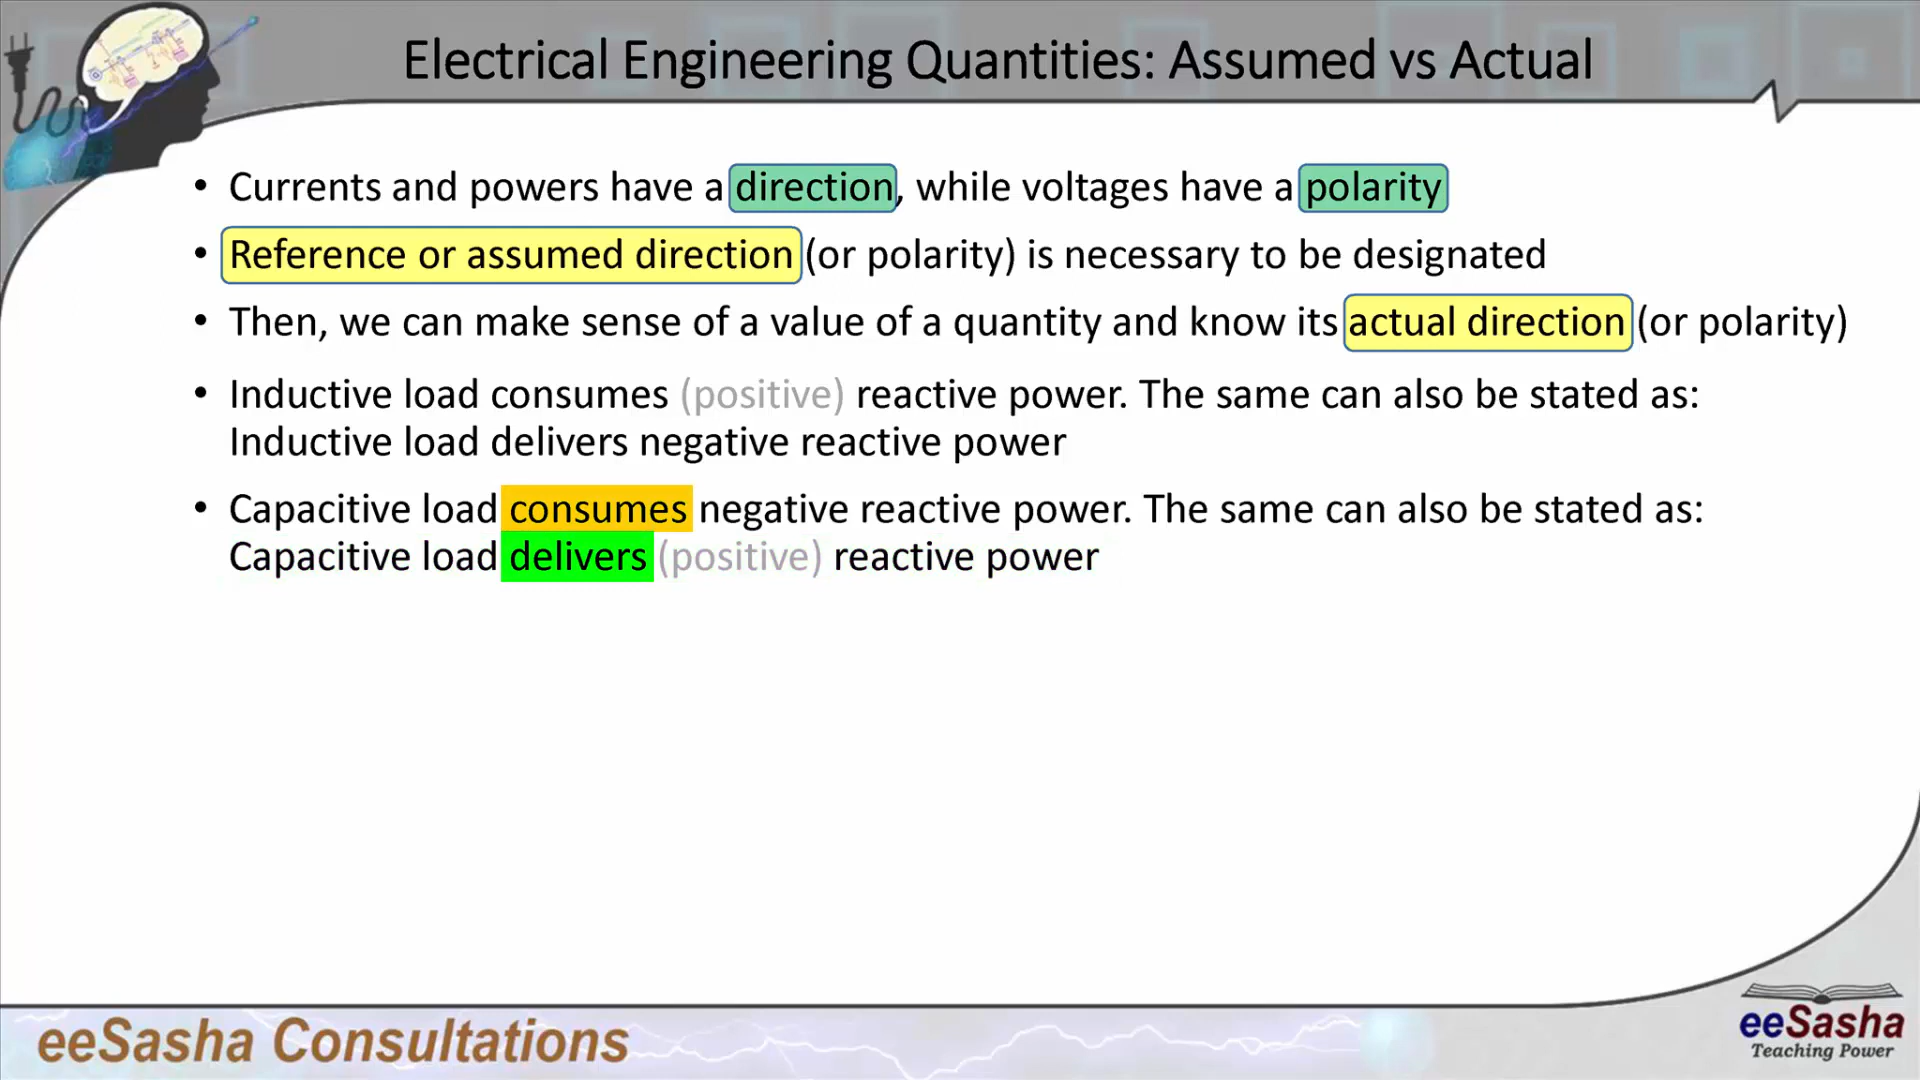 Electrical Engineering Quantities: Assumed vs Actual
• Currents and powers have a direction, while voltages have a polarity
• Reference or assumed direction (or polarity) is necessary to be designated
• Then, we can make sense of a value of a quantity and know its actual direction (or polarity)
• Inductive load consumes (positive) reactive power. The same can also be stated as:
Inductive load delivers negative reactive power
• Capacitive load consumes negative reactive power. The same can also be stated as:
Capacitive load delivers (positive) reactive power
eeSasha Consultations
eeSasha
Teaching Power